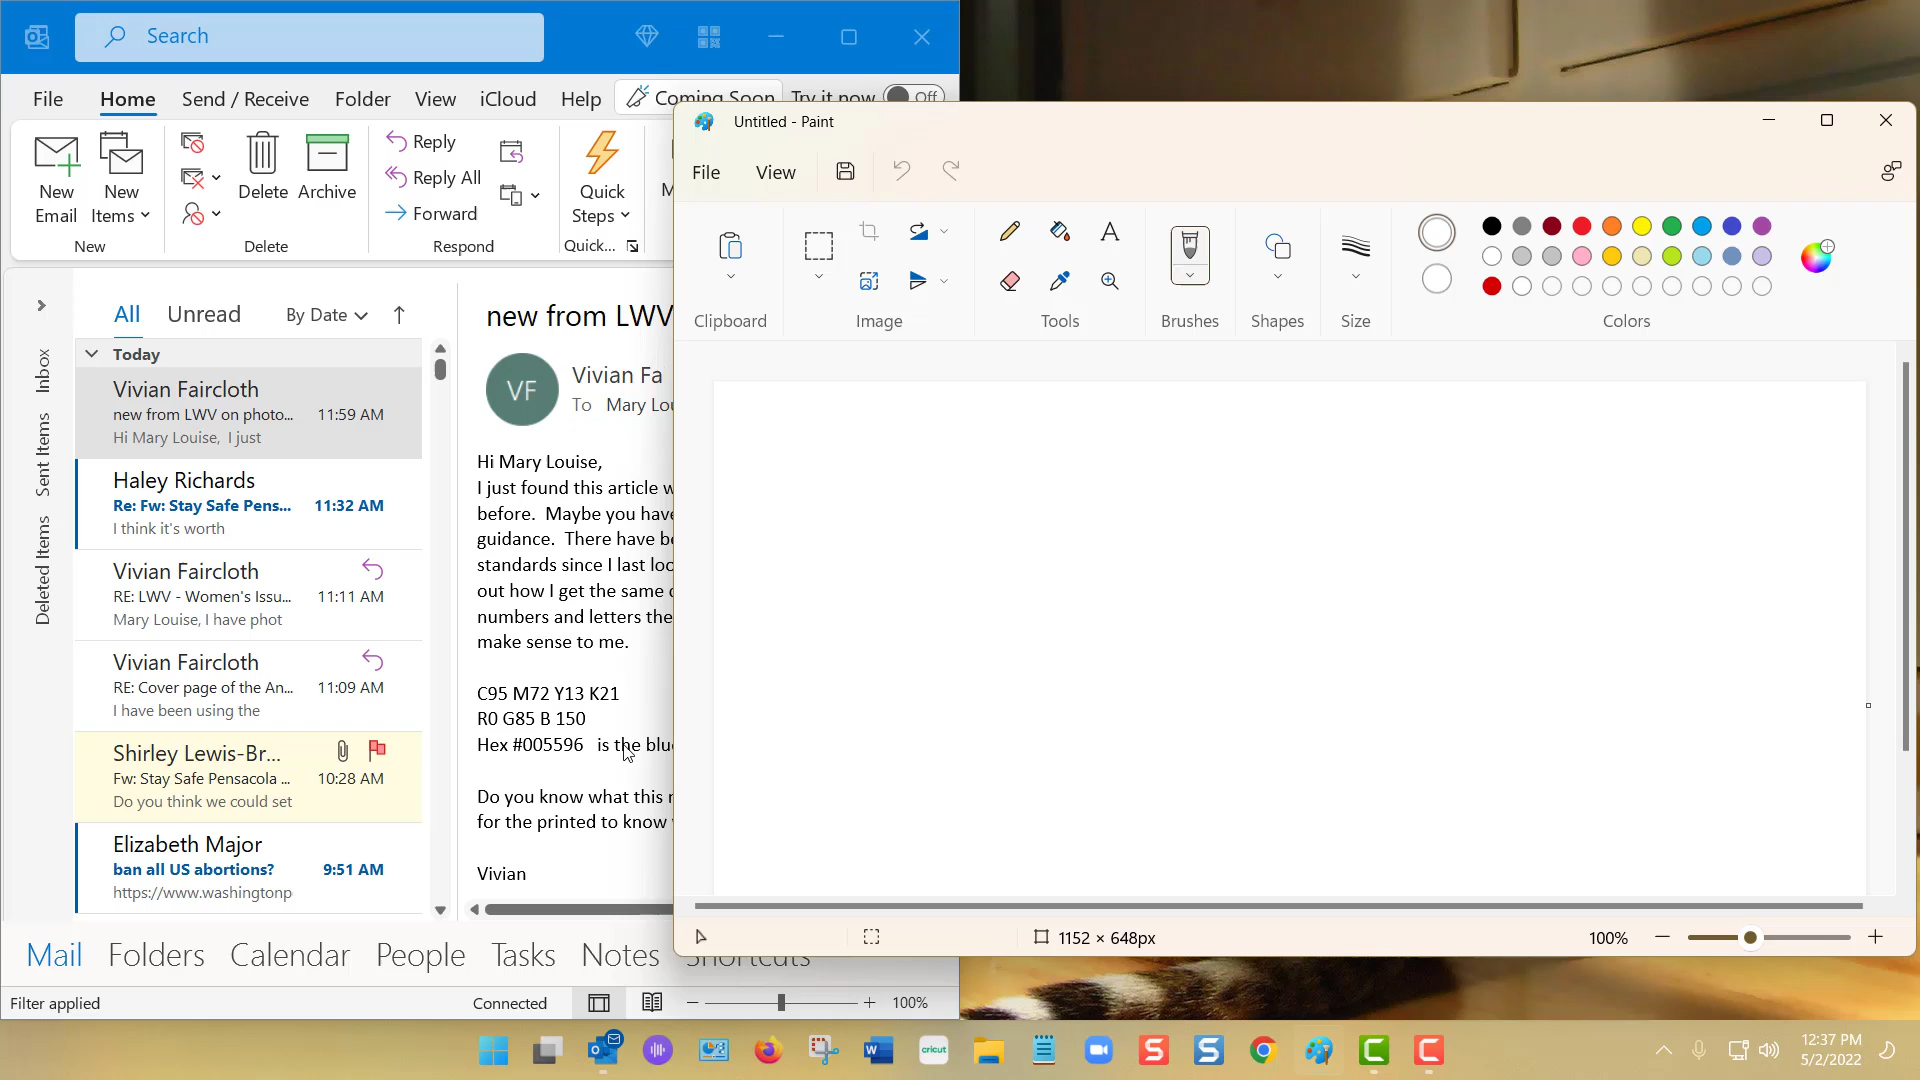 Search
File Home Send / Receive Folder View iCloud Help Coming Soon Try it now Off
New Email
New Items
Delete
Archive
Reply
Reply All
Forward
Quick Steps
New
Delete
Respond
Quick...
All Unread By Date
Inbox
Sent Items
Deleted Items
Today
Vivian Faircloth
new from LWV on photo... 11:59 AM
Hi Mary Louise, I just
Haley Richards
Re: Fw: Stay Safe Pens... 11:32 AM
I think it's worth
Vivian Faircloth
RE: LWV - Women's Issu... 11:11 AM
Mary Louise, I have phot
Vivian Faircloth
RE: Cover page of the An... 11:09 AM
I have been using the
Shirley Lewis-Br...
Fw: Stay Safe Pensacola ... 10:28 AM
Do you think we could set
Elizabeth Major
ban all US abortions? 9:51 AM
https://www.washingtonp
new from LWV
VF
Vivian Fa
To Mary Lou
Hi Mary Louise,
I just found this article w
before. Maybe you have
guidance. There have be
standards since I last loo
out how I get the same
numbers and letters the
make sense to me.
C95 M72 Y13 K21
R0 G85 B 150
Hex #005596 is the blu
Do you know what this
for the printed to know
Vivian
Mail Folders Calendar People Tasks Notes Shortcuts
Filter applied
Connected
100%
Untitled - Paint
File View
Clipboard
Image
Tools
Brushes
Shapes
Size
Colors
1152 × 648px
100%
cricut
12:37 PM
5/2/2022